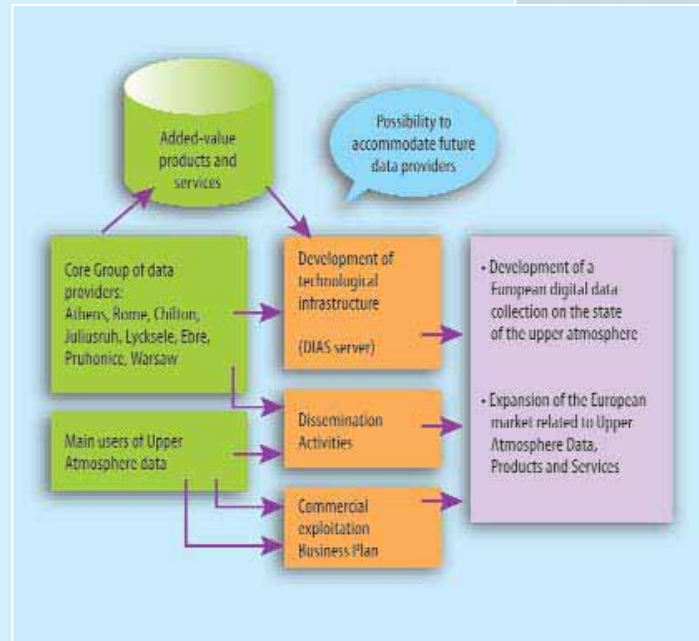 Added-value
products and
services
Possibility to
accommodate future
data providers
Core Group of data
providers:
Athens, Rome, Chilton,
Juliusruh, Lycksele, Ebre,
Pruhonice, Warsaw
Development of
technological
infrastructure
(DIAS server)
• Development of a
European digital data
collection on the state
of the upper atmosphere
• Expansion of the European
market related to Upper
Atmosphere Data,
Products and Services
Main users of Upper
Atmosphere data
Dissemination
Activities
Commercial
exploitation
Business Plan